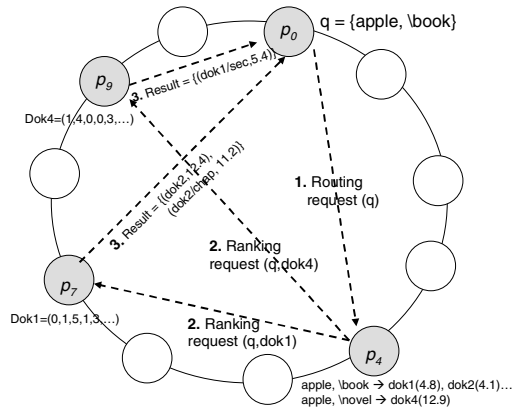 p0
q = {apple, \book}
p9
3. Result = {(dok1/sec,5.4)}
Dok4=(1,4,0,0,3,…)
3. Result = {(dok2,12.4),
(dok2/chap, 11.2)}
1. Routing
request (q)
2. Ranking
request (q,dok4)
p7
Dok1=(0,1,5,1,3,…)
2. Ranking
request (q,dok1)
p4
apple, \book → dok1(4.8), dok2(4.1)…
apple, \novel → dok4(12.9)